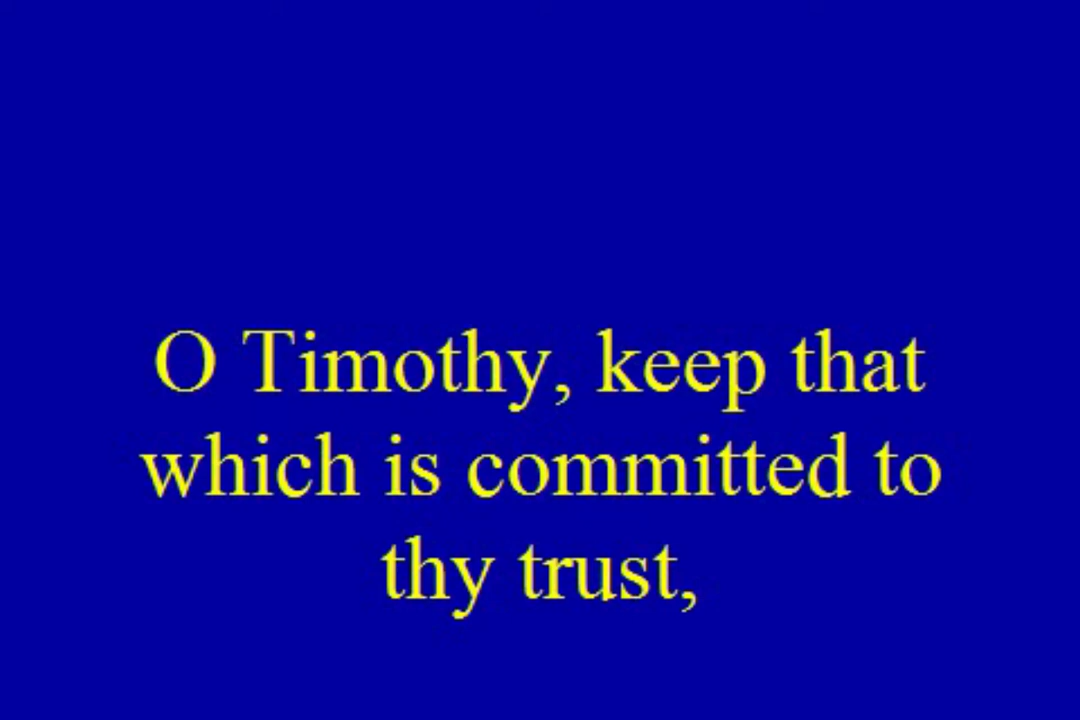 O Timothy, keep that
which is committed to
thy trust,